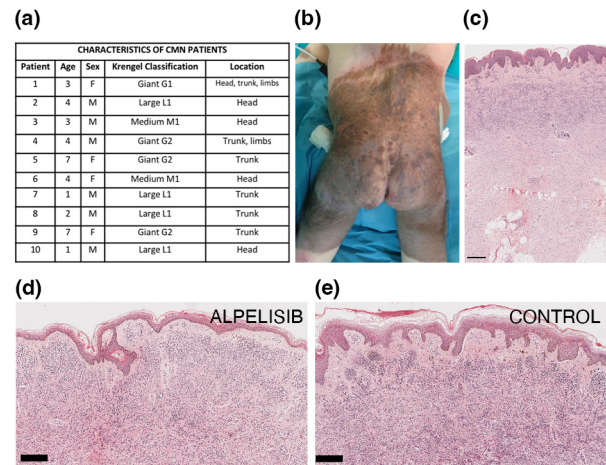 (a)
CHARACTERISTICS OF CMN PATIENTS
Patient Age Sex Krengel Classification Location
1 3 F Giant G1 Head, trunk, limbs
2 4 M Large L1 Head
3 3 M Medium M1 Head
4 4 M Giant G2 Trunk, limbs
5 7 F Giant G2 Trunk
6 4 F Medium M1 Head
7 1 M Large L1 Trunk
8 2 M Large L1 Trunk
9 7 F Giant G2 Trunk
10 1 M Large L1 Head
(b)
(c)
(d)
ALPELISIB
(e)
CONTROL